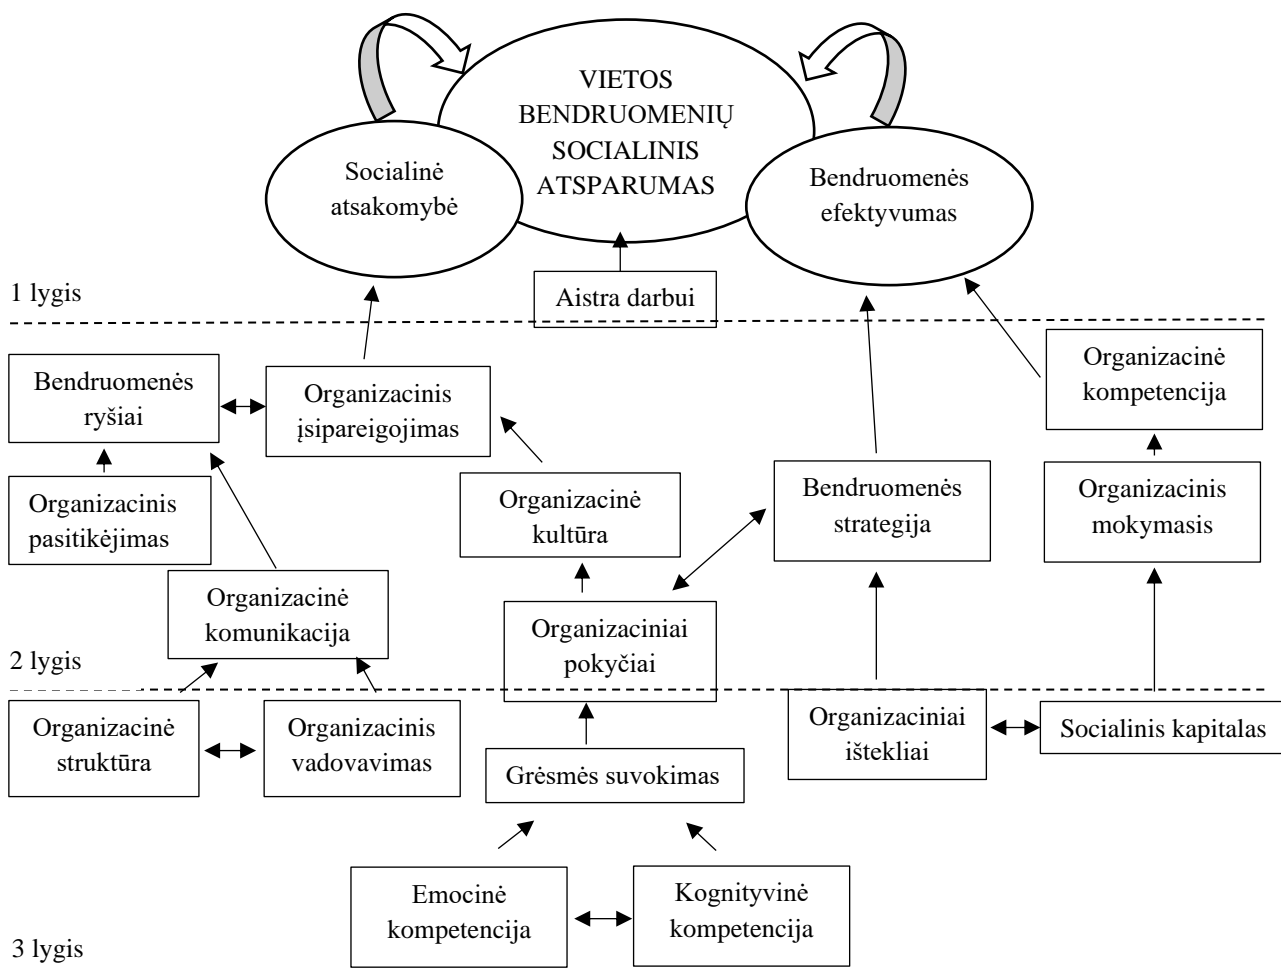 VIETOS
BENDRUOMENIŲ
SOCIALINIS
ATSPARUMAS
Socialinė
atsakomybė
Bendruomenės
efektyvumas
1 lygis
Aistra darbui
Bendruomenės
ryšiai
Organizacinis
įsipareigojimas
Organizacinė
kompetencija
Organizacinis
pasitikėjimas
Organizacinė
kultūra
Bendruomenės
strategija
Organizacinis
mokymasis
Organizacinė
komunikacija
Organizaciniai
pokyčiai
2 lygis
Organizacinė
struktūra
Organizacinis
vadovavimas
Grėsmės suvokimas
Organizaciniai
ištekliai
Socialinis kapitalas
Emocinė
kompetencija
Kognityvinė
kompetencija
3 lygis